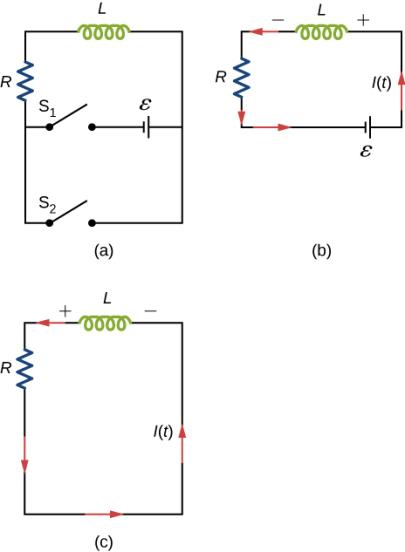 L
R
S₁
ε
S₂
(a)
− L +
R
I(t)
ε
(b)
+ L −
R
I(t)
(c)